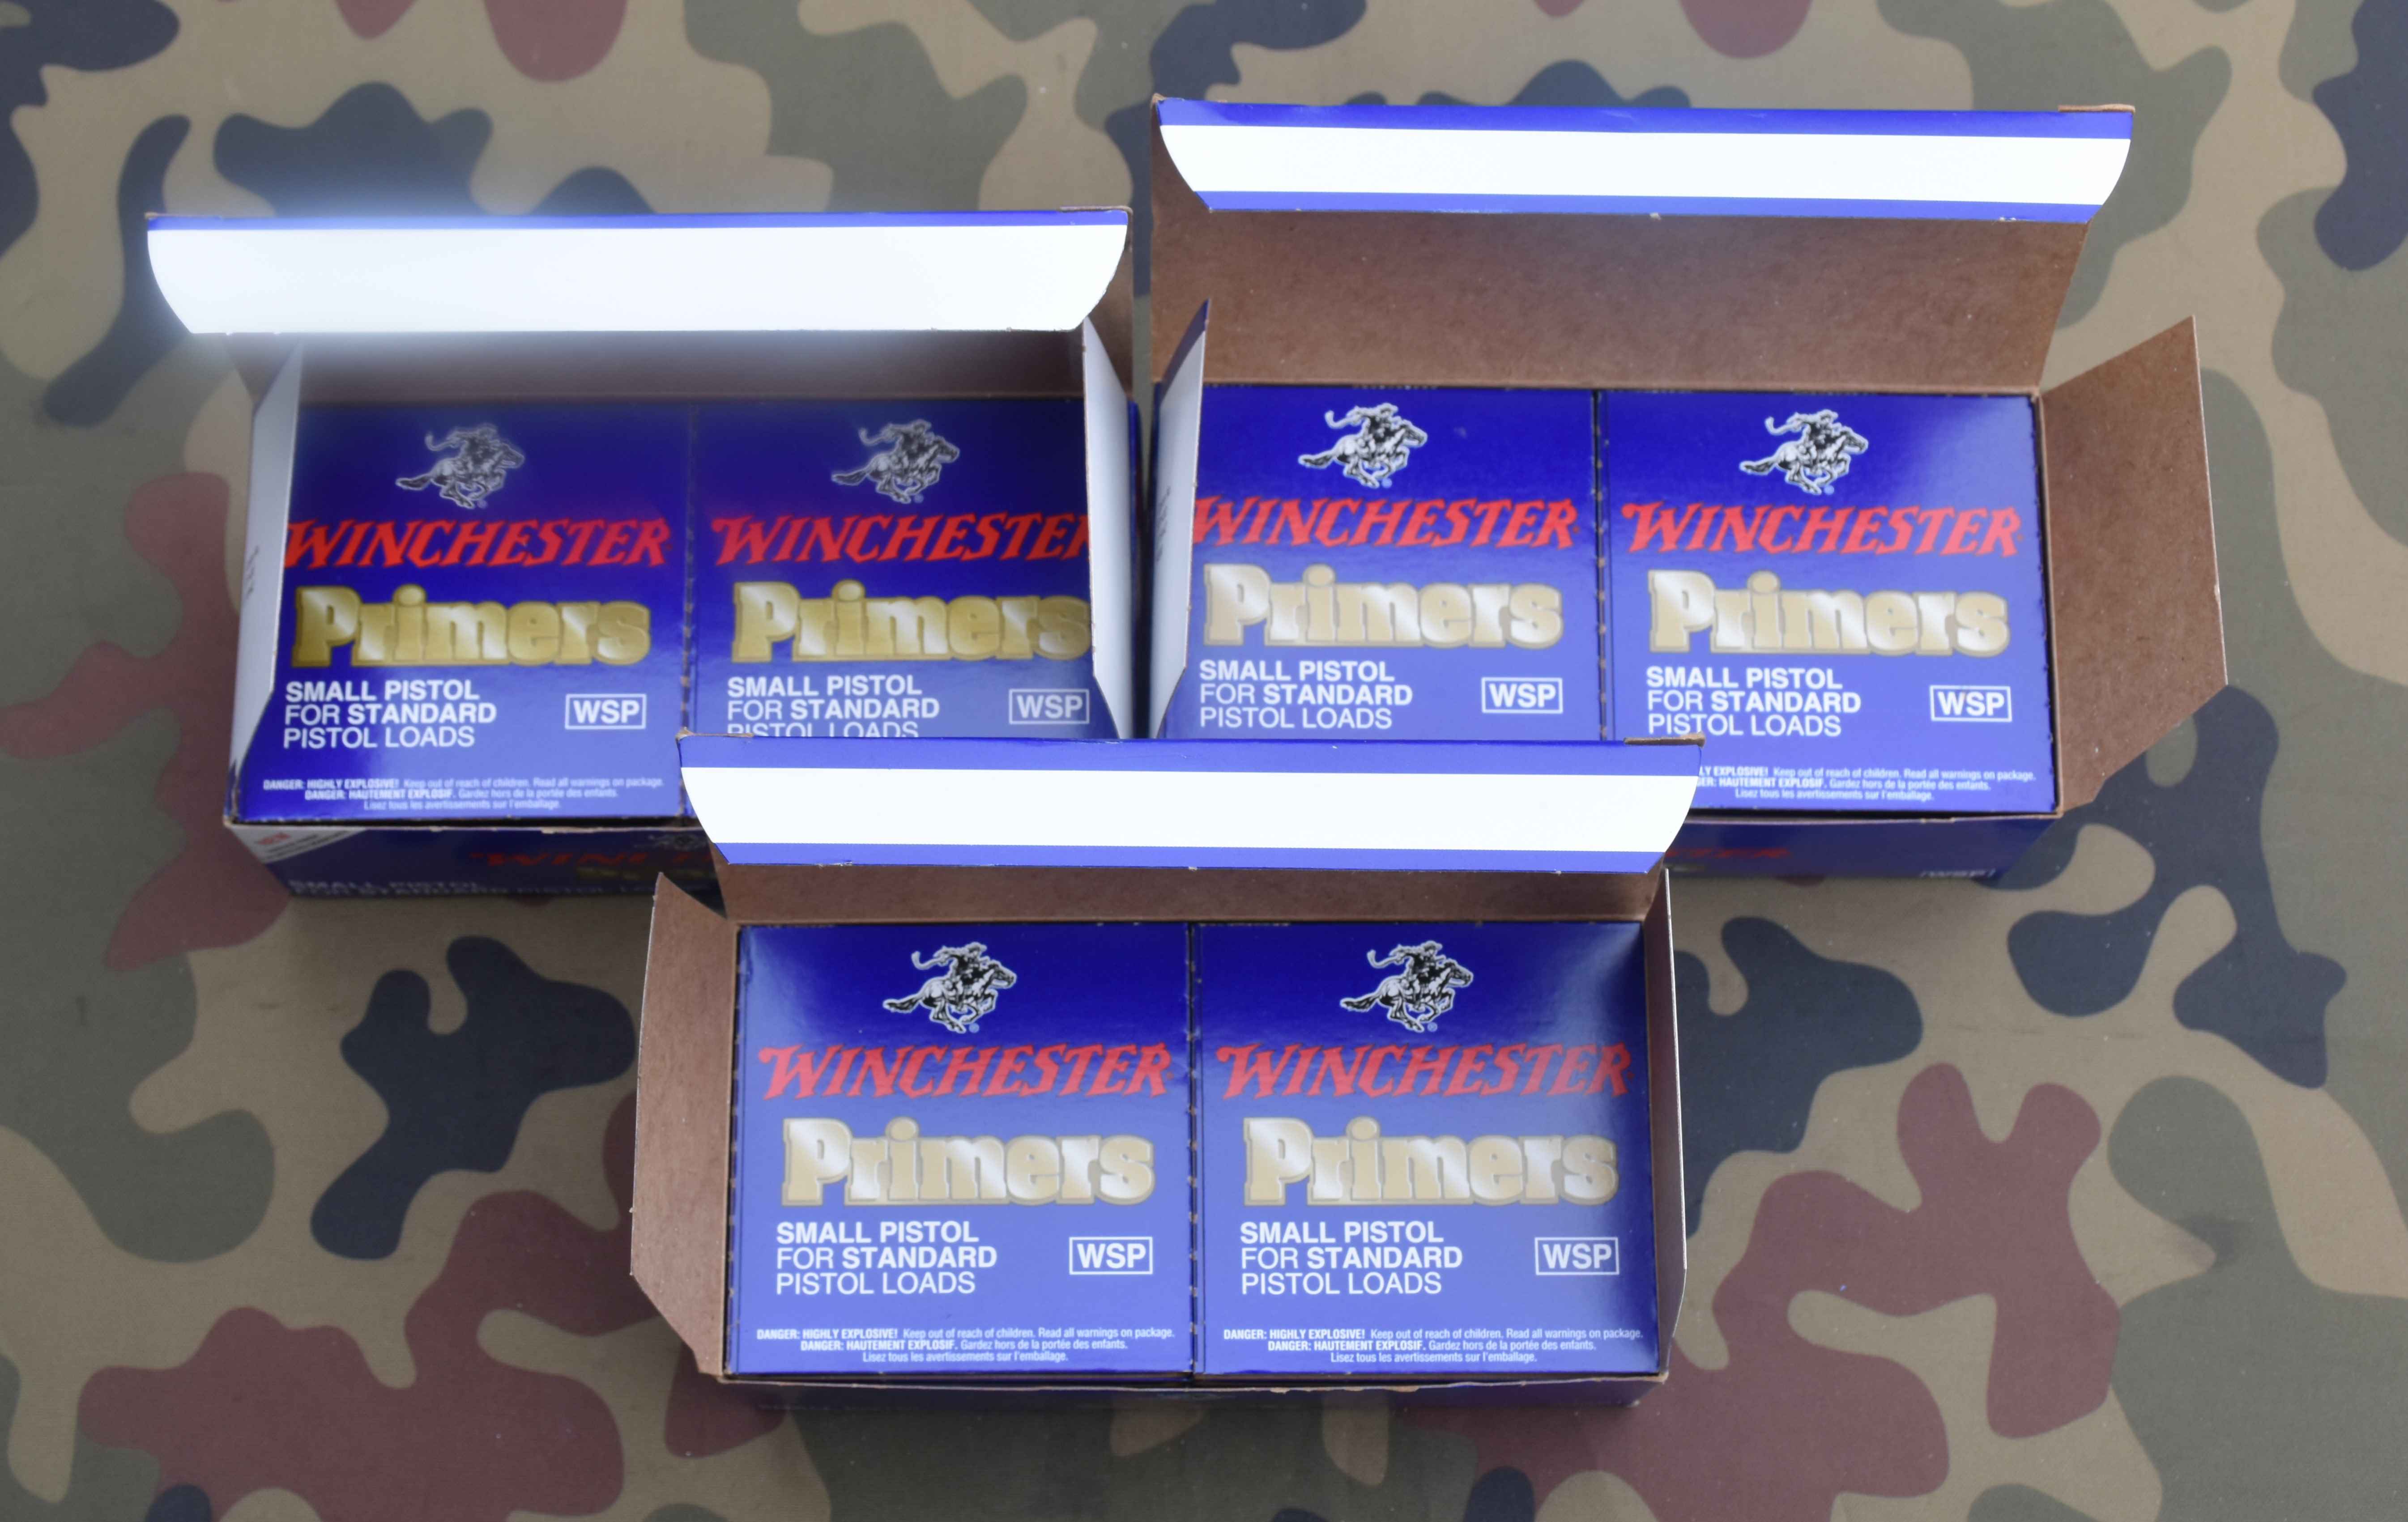 WINCHESTER
Primers
SMALL PISTOL
FOR STANDARD
PISTOL LOADS
WSP
DANGER: HIGHLY EXPLOSIVE! Keep out of reach of children. Read all warnings on package.
DANGER: HAUTEMENT EXPLOSIF. Gardez hors de la portée des enfants.
Lisez tous les avertissements sur l'emballage.
WINCHESTER
Primers
SMALL PISTOL
FOR STANDARD
PISTOL LOADS
WSP
WINCHESTER
Primers
SMALL PISTOL
FOR STANDARD
PISTOL LOADS
WSP
WINCHESTER
Primers
SMALL PISTOL
FOR STANDARD
PISTOL LOADS
WSP
EXPLOSIVE! Keep out of reach of children. Read all warnings on package.
HAUTEMENT EXPLOSIF. Gardez hors de la portée des enfants.
Lisez tous les avertissements sur l'emballage.
SMALL PISTOL
WINCHESTER
Primers
SMALL PISTOL
FOR STANDARD
PISTOL LOADS
WSP
DANGER: HIGHLY EXPLOSIVE! Keep out of reach of children. Read all warnings on package.
DANGER: HAUTEMENT EXPLOSIF. Gardez hors de la portée des enfants.
Lisez tous les avertissements sur l'emballage.
WINCHESTER
Primers
SMALL PISTOL
FOR STANDARD
PISTOL LOADS
WSP
DANGER: HIGHLY EXPLOSIVE! Keep out of reach of children. Read all warnings on package.
DANGER: HAUTEMENT EXPLOSIF. Gardez hors de la portée des enfants.
Lisez tous les avertissements sur l'emballage.